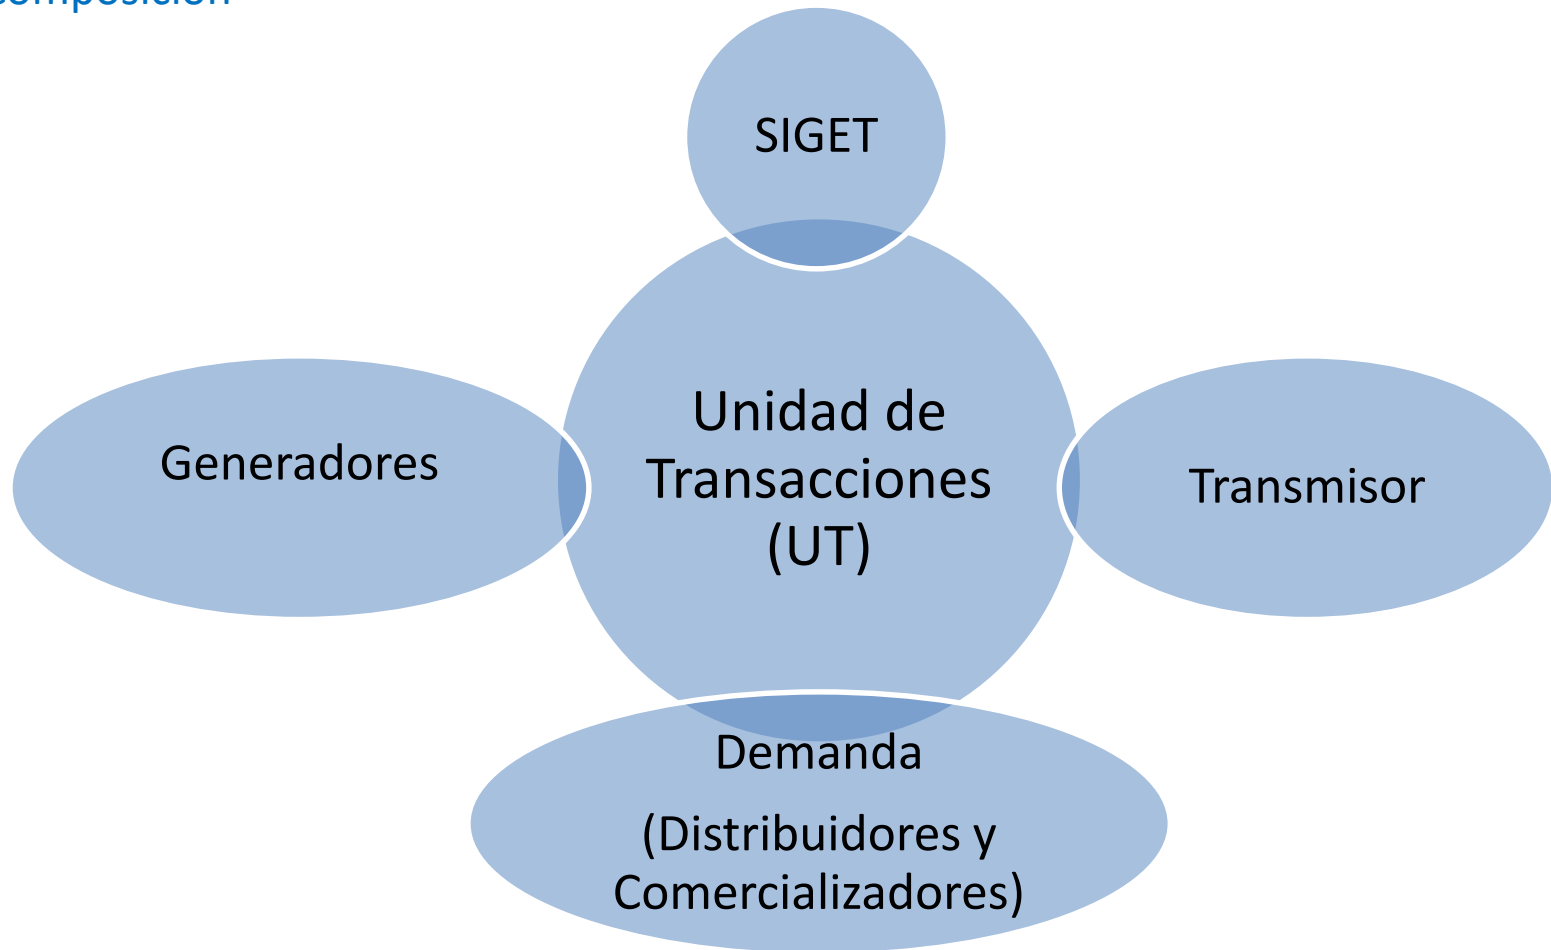 SIGET
Unidad de
Transacciones
(UT)
Generadores
Transmisor
Demanda
(Distribuidores y
Comercializadores)